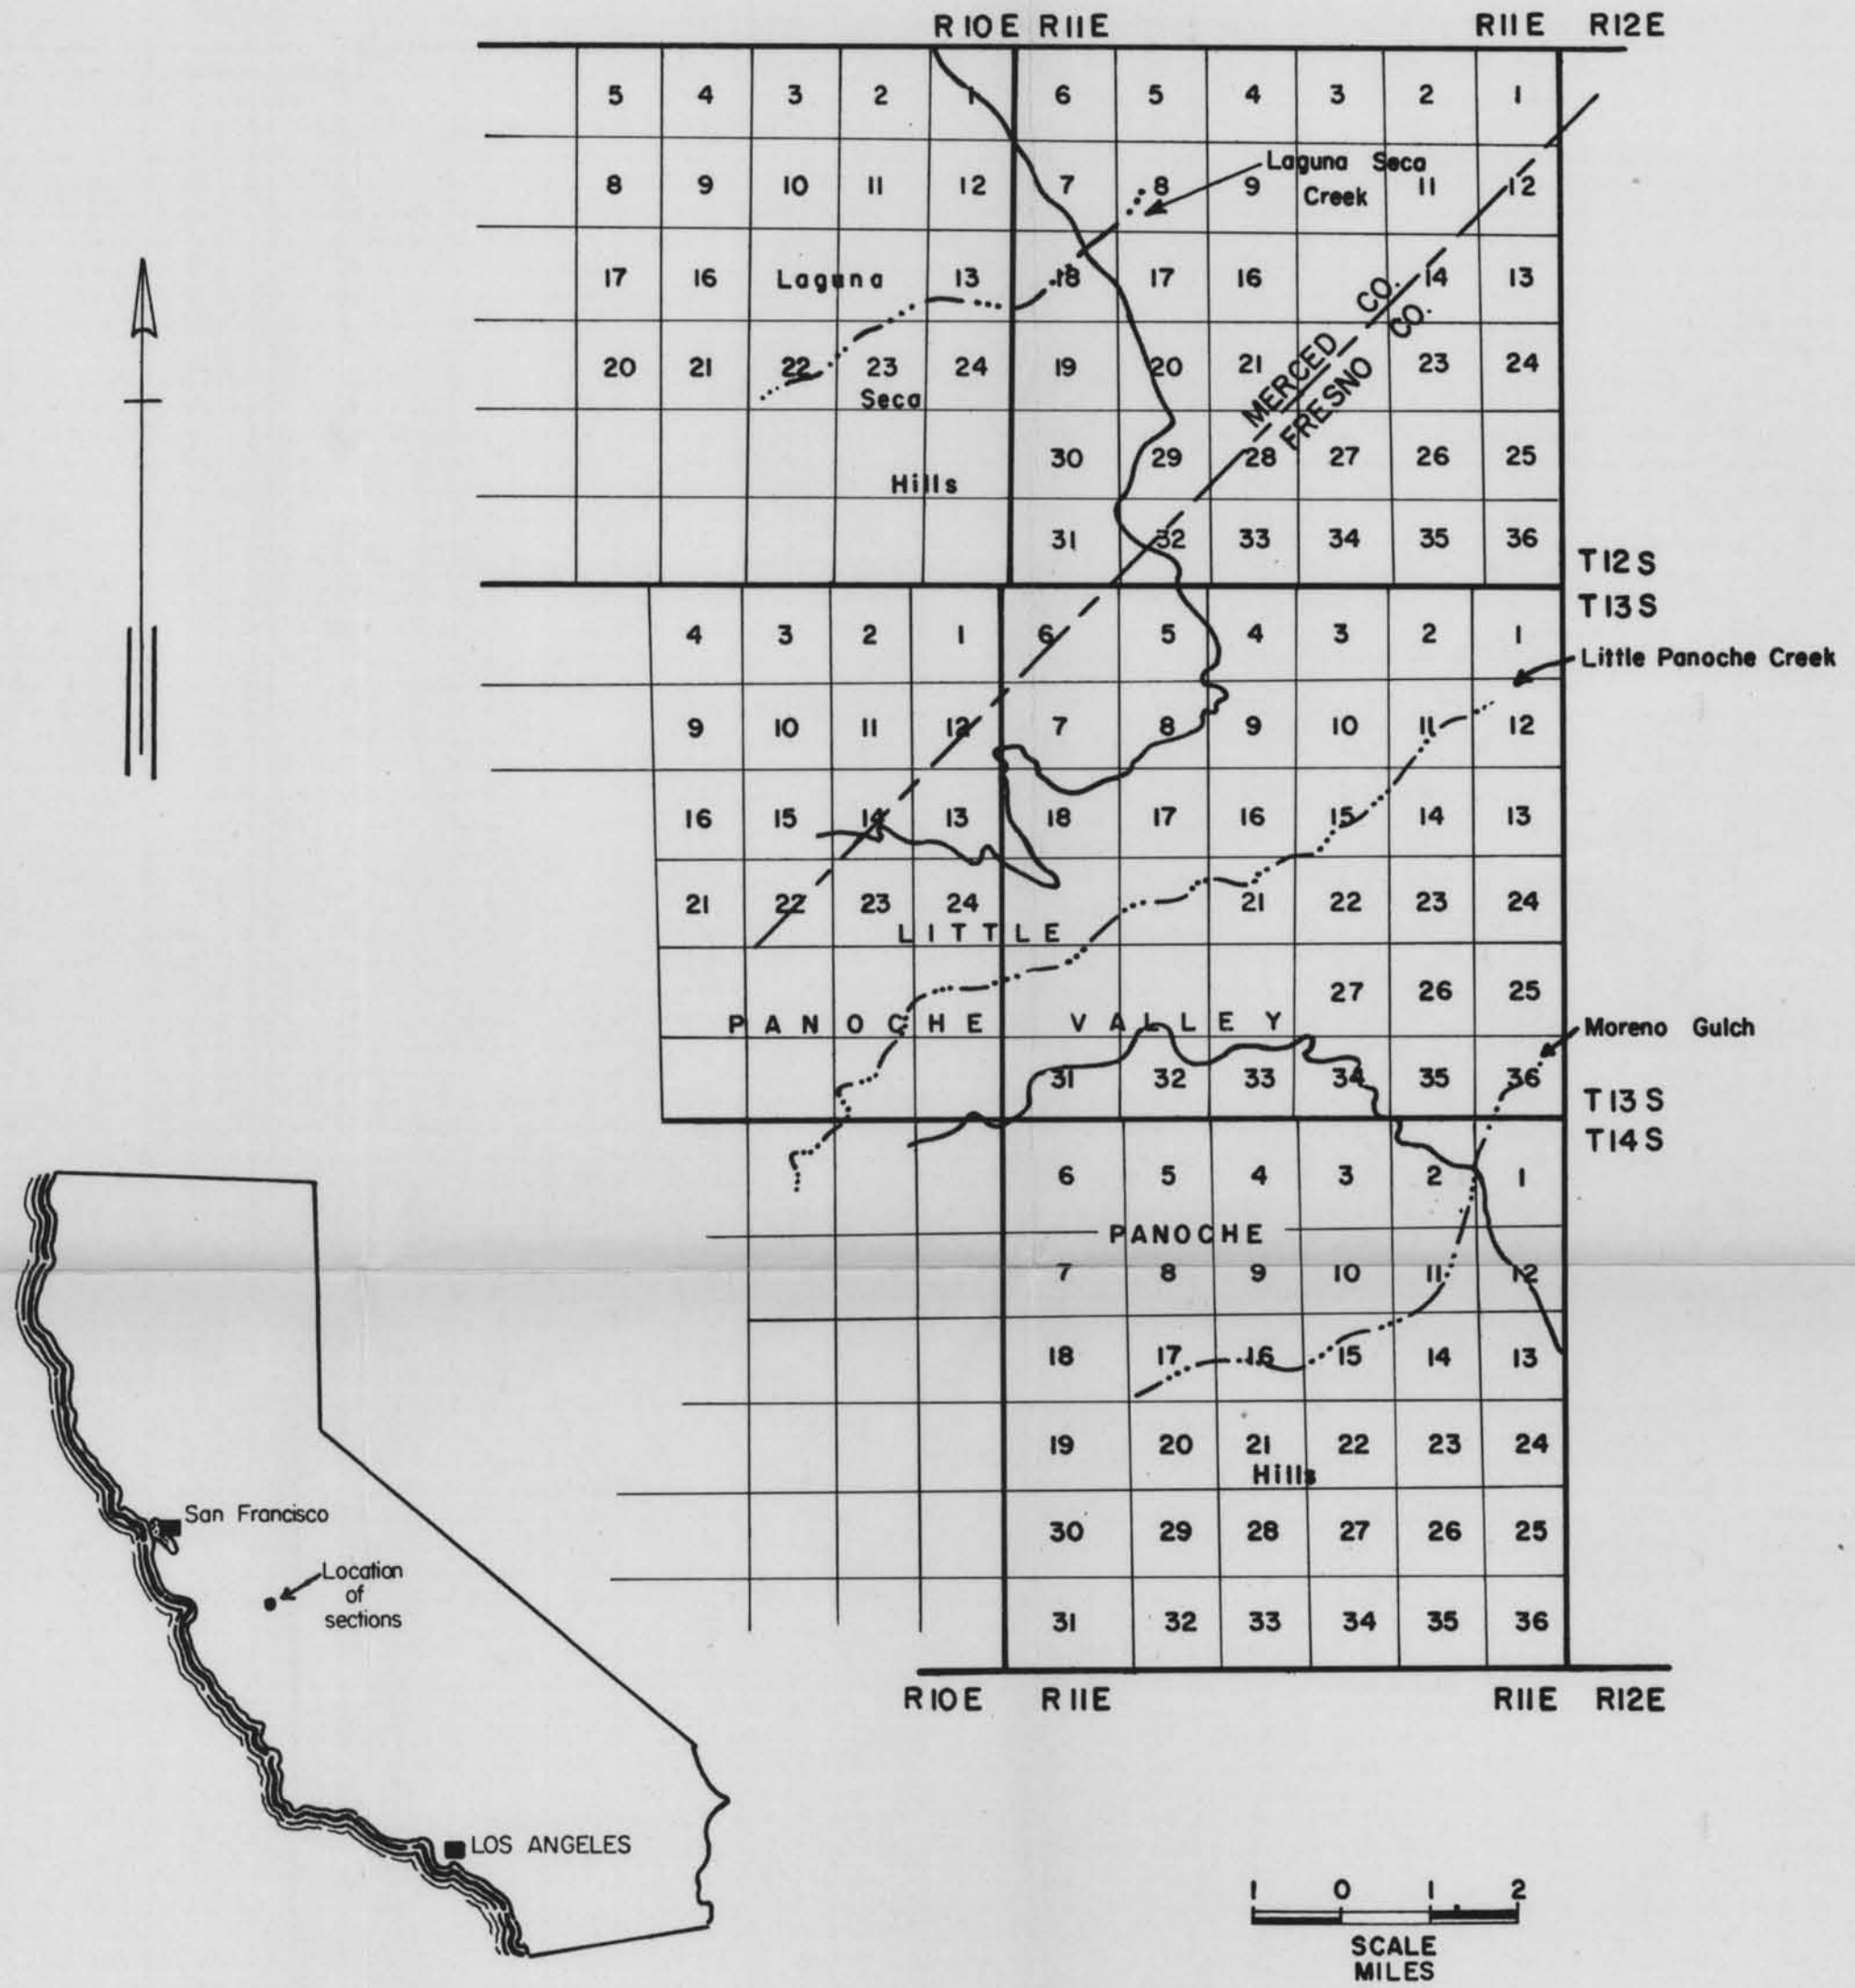 R10E R11E R11E R12E
5 4 3 2 1 6 5 4 3 2 1
Laguna Seca
Creek
8 9 10 11 12 7 8 9 11 12
17 16 Laguna 13 18 17 16 14 13
MERCED CO.
FRESNO CO.
20 21 22 23 24 19 20 21 23 24
Seca
30 29 28 27 26 25
Hills
31 32 33 34 35 36
T12S
T13S
4 3 2 1 6 5 4 3 2 1
Little Panoche Creek
9 10 11 12 7 8 9 10 11 12
16 15 14 13 18 17 16 15 14 13
21 22 23 24 21 22 23 24
LITTLE
27 26 25
PANOCHE VALLEY
Moreno Gulch
31 32 33 34 35 36
T13S
T14S
6 5 4 3 2 1
PANOCHE
7 8 9 10 11 12
18 17 16 15 14 13
19 20 21 22 23 24
Hills
30 29 28 27 26 25
31 32 33 34 35 36
R10E R11E R11E R12E
San Francisco
Location
of
sections
LOS ANGELES
1 0 1 2
SCALE
MILES